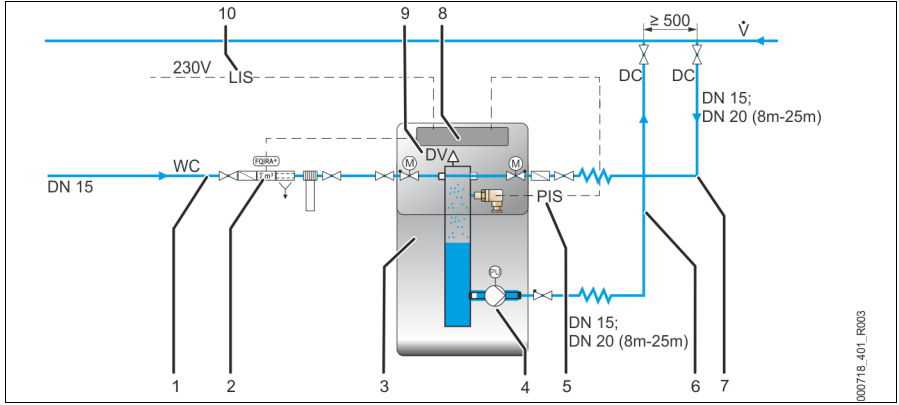 10
9
8
≥ 500
V̇
230V
LIS
DC
DC
DN 15;
DN 20 (8m-25m)
FQIRA+
DV
M
M
WC
Σ m³
DN 15
PIS
PU
DN 15;
DN 20 (8m-25m)
1
2
3
4
5
6
7
000718_401_R003